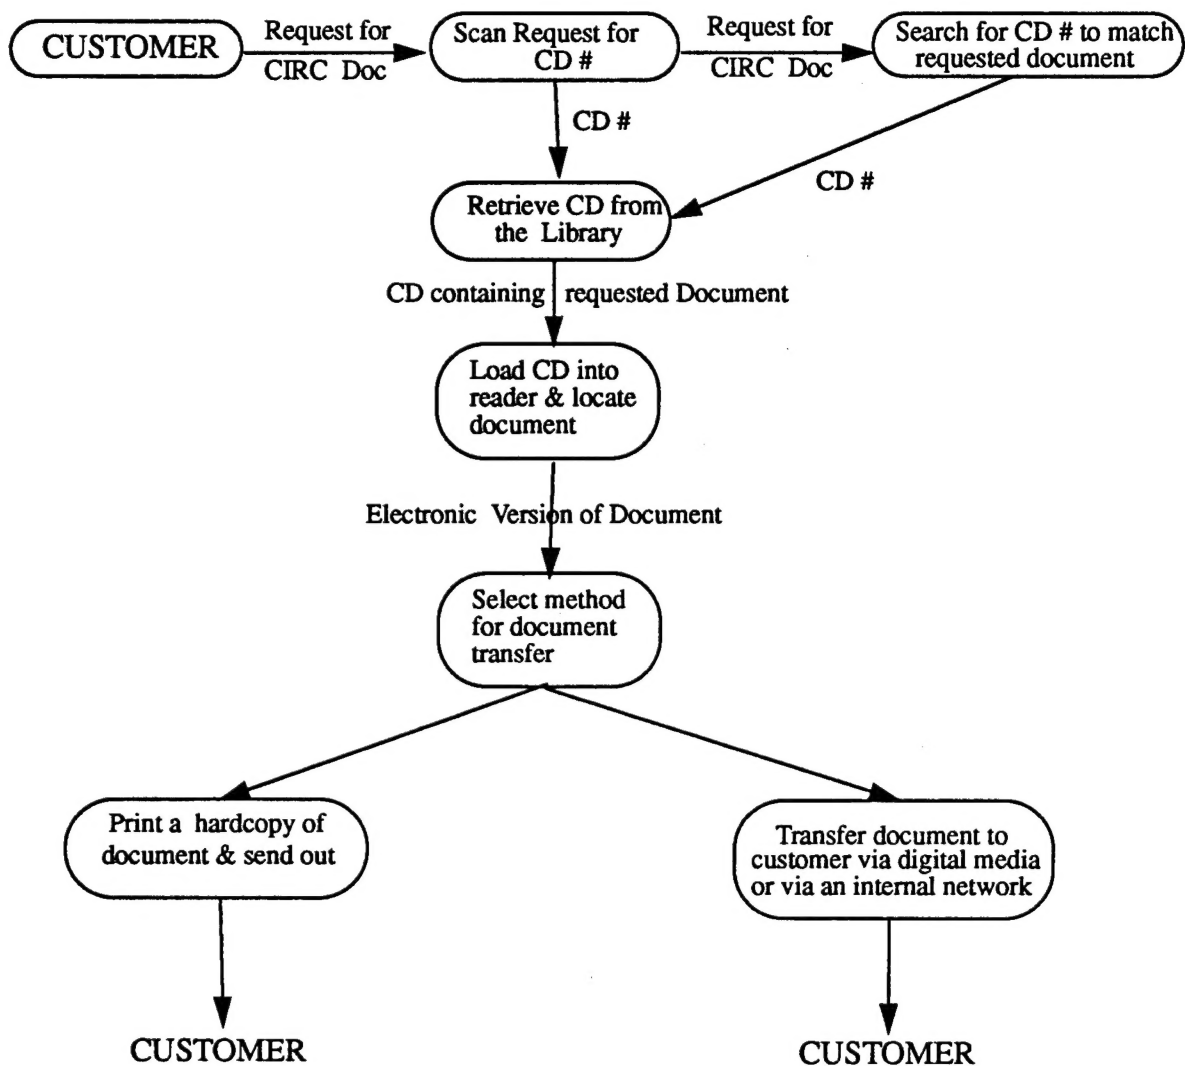 CUSTOMER
Request for
CIRC Doc
Scan Request for
CD #
Request for
CIRC Doc
Search for CD # to match
requested document
CD #
CD #
Retrieve CD from
the Library
CD containing requested Document
Load CD into
reader & locate
document
Electronic Version of Document
Select method
for document
transfer
Print a hardcopy of
document & send out
Transfer document to
customer via digital media
or via an internal network
CUSTOMER
CUSTOMER